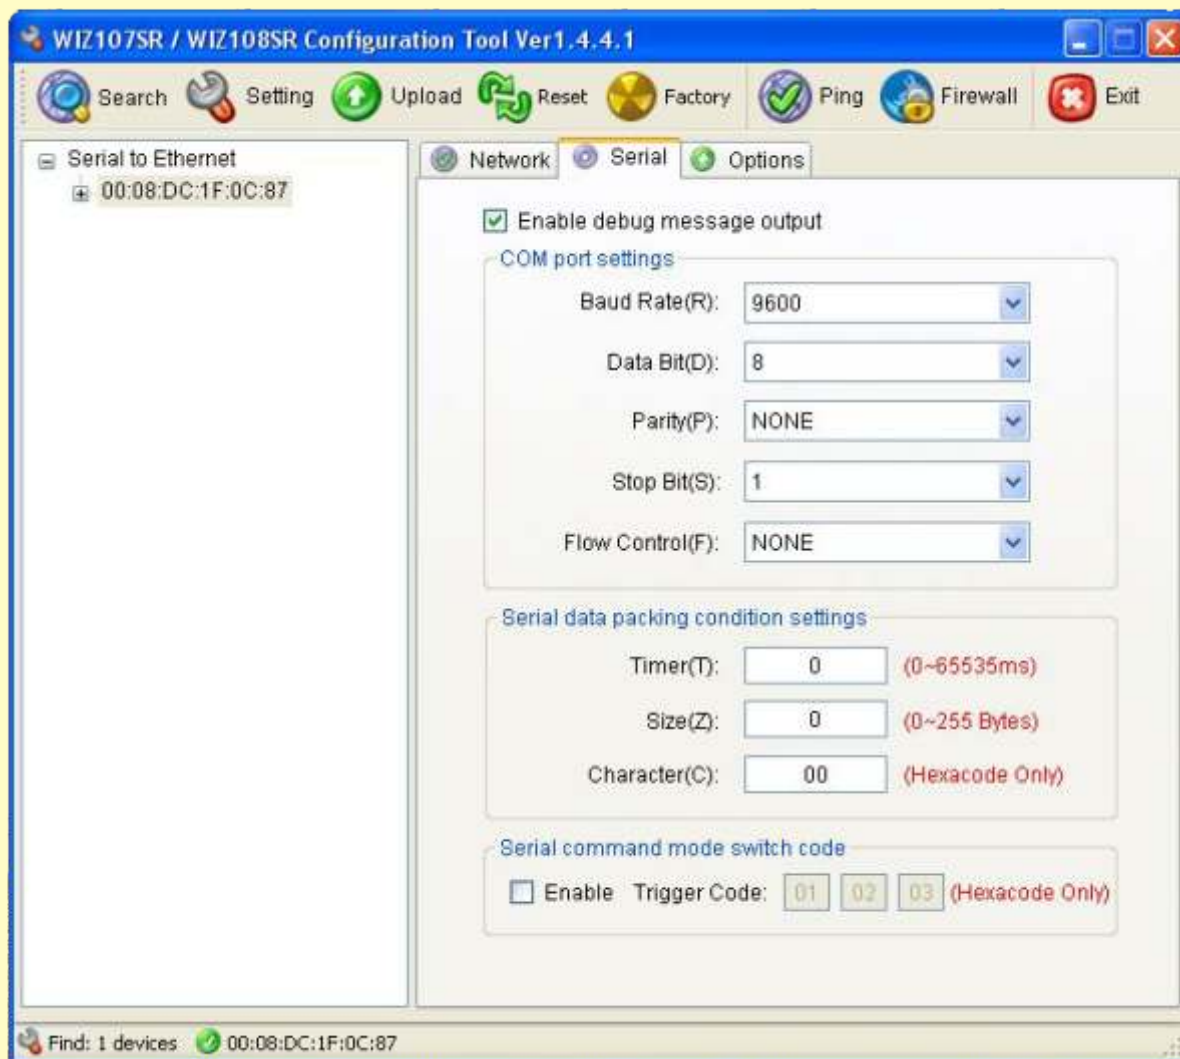 WIZ107SR / WIZ108SR Configuration Tool Ver1.4.4.1
Search Setting Upload Reset Factory Ping Firewall Exit
Serial to Ethernet
00:08:DC:1F:0C:87
Network Serial Options
Enable debug message output
COM port settings
Baud Rate(R): 9600
Data Bit(D): 8
Parity(P): NONE
Stop Bit(S): 1
Flow Control(F): NONE
Serial data packing condition settings
Timer(T): 0 (0~65535ms)
Size(Z): 0 (0~255 Bytes)
Character(C): 00 (Hexacode Only)
Serial command mode switch code
Enable Trigger Code: 01 02 03 (Hexacode Only)
Find: 1 devices 00:08:DC:1F:0C:87